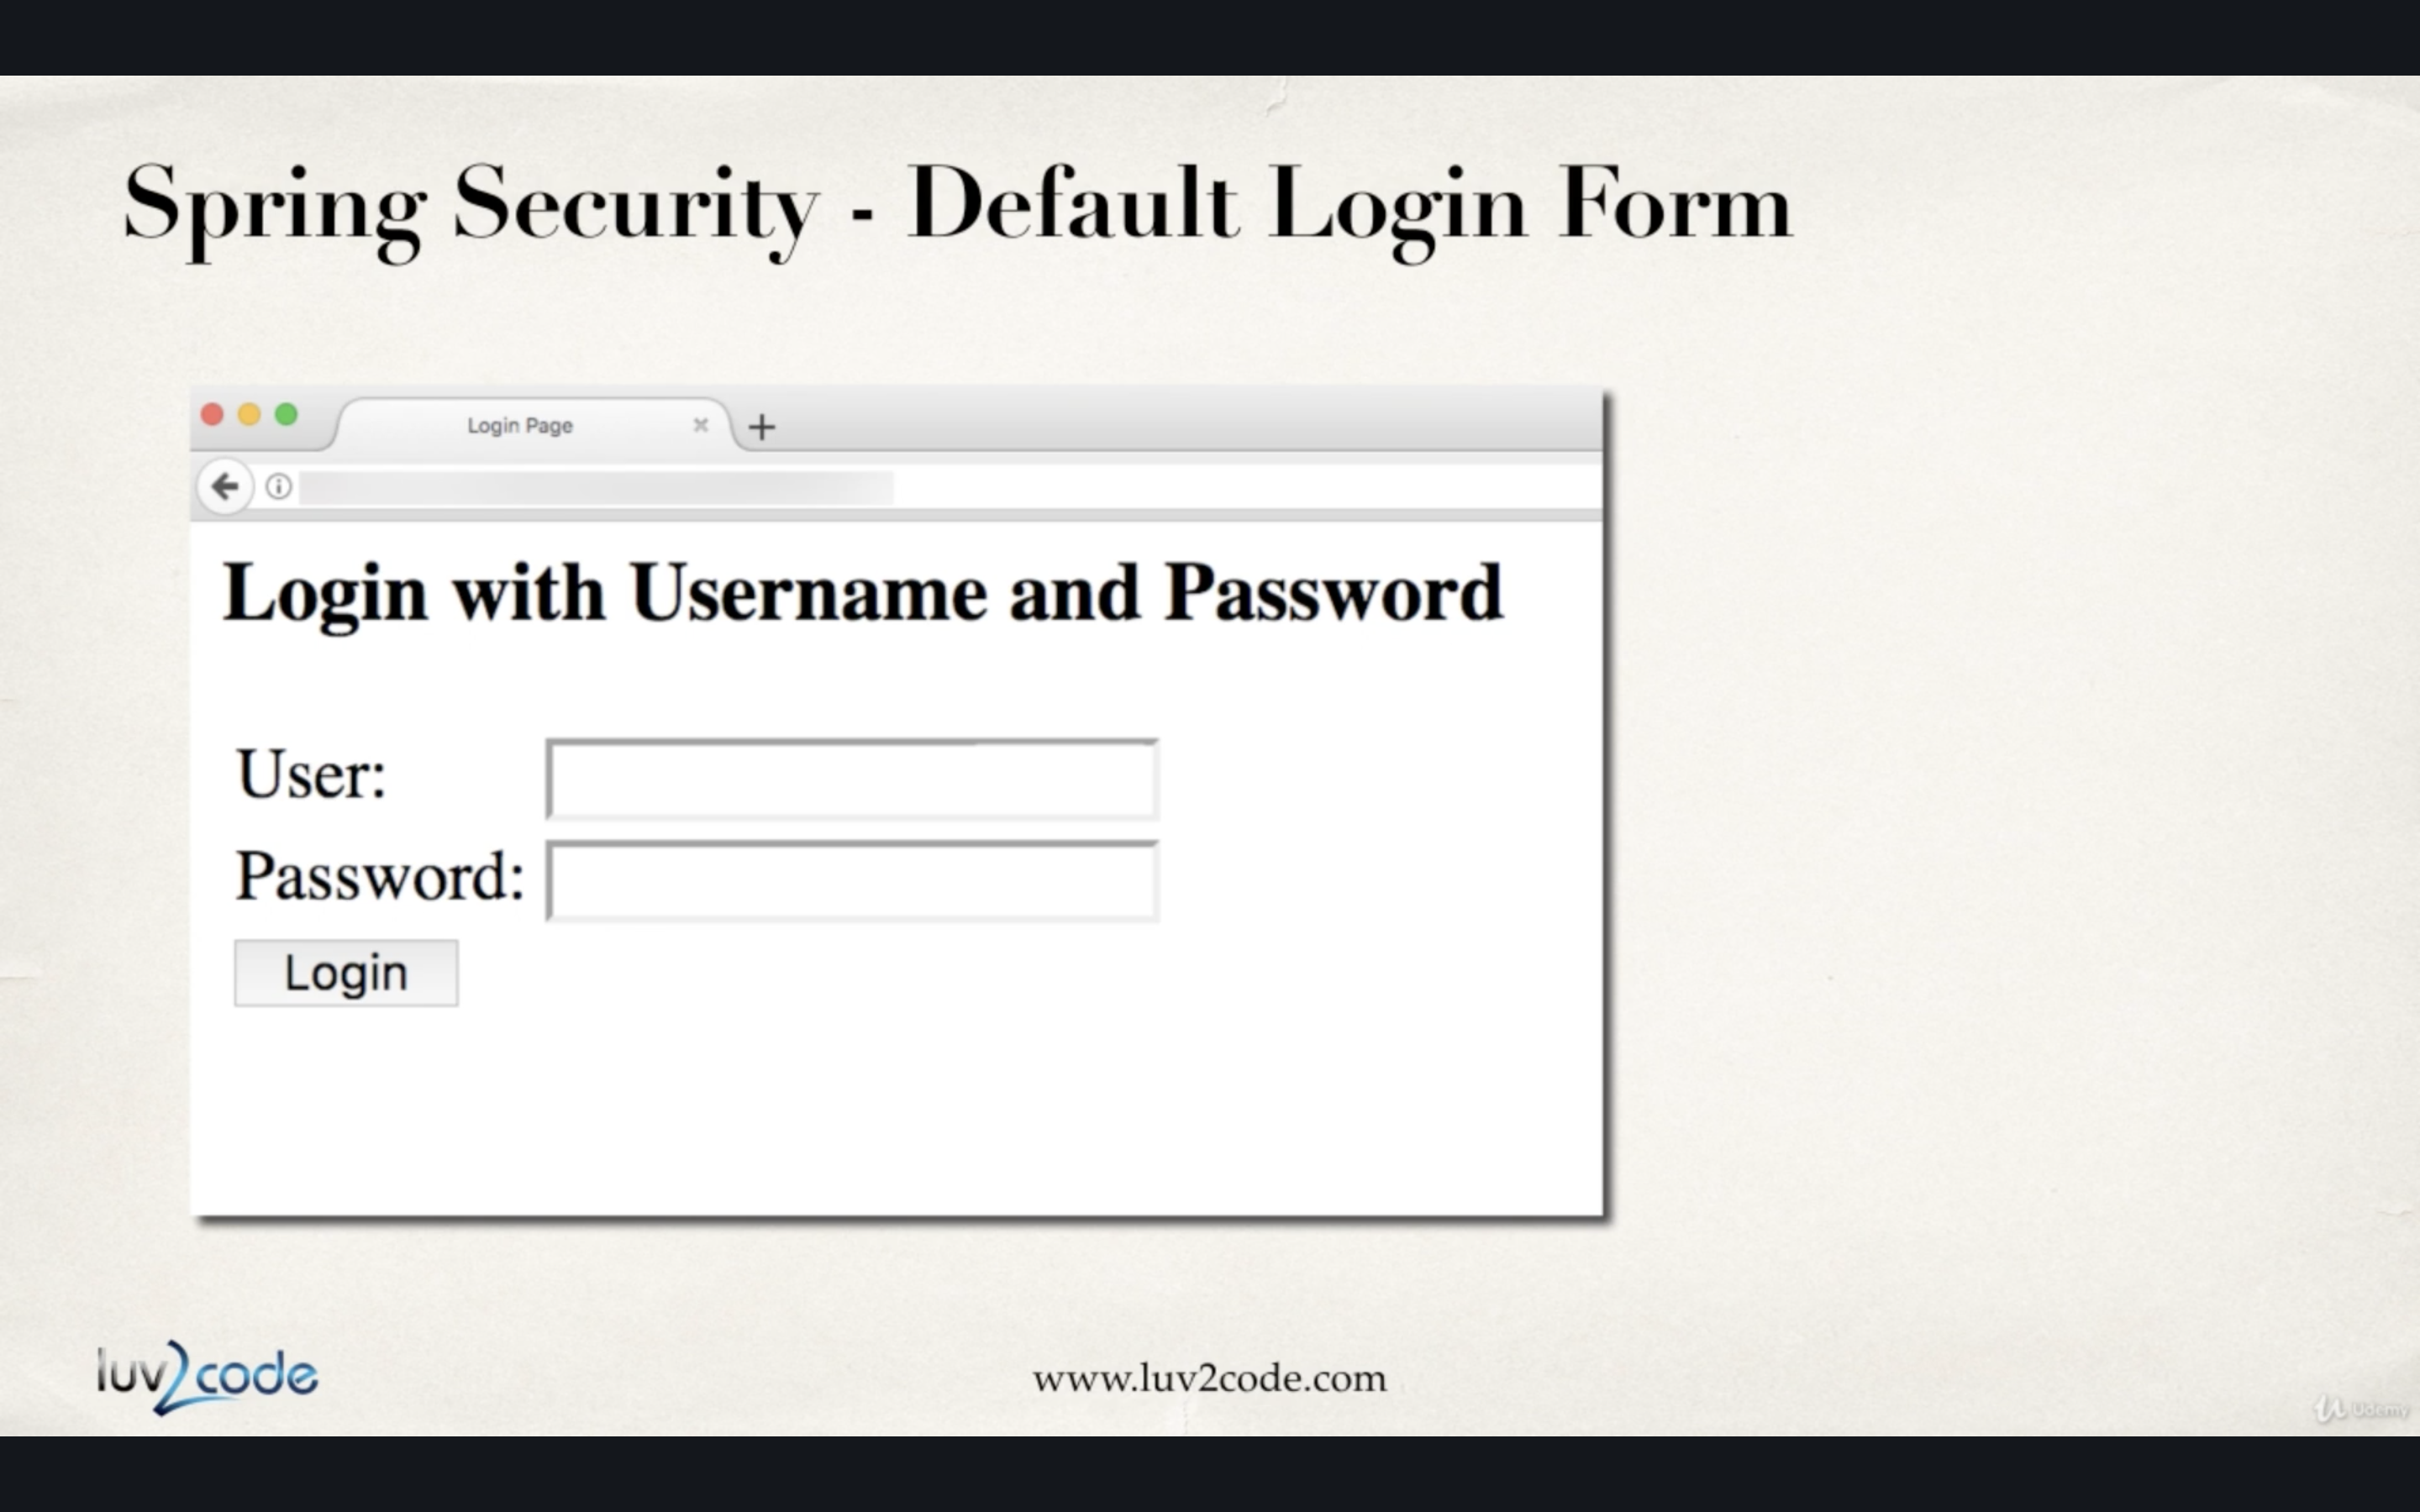 Spring Security - Default Login Form
Login Page
Login with Username and Password
User:
Password:
Login
luv2code
www.luv2code.com
Udemy